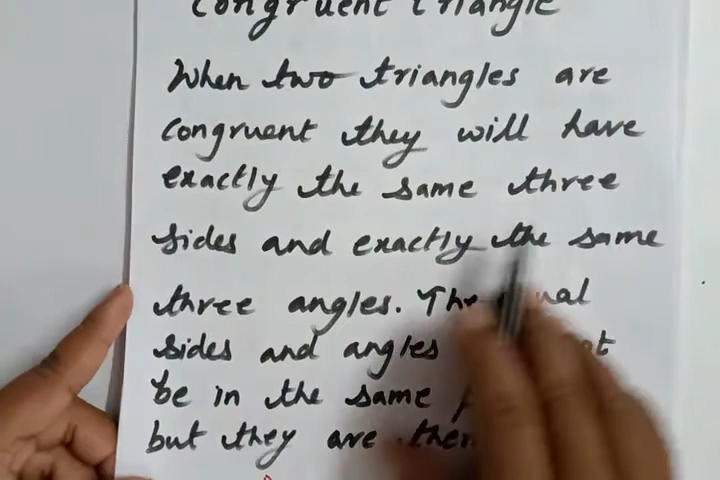 Congruent triangle
When two triangles are
congruent they will have
exactly the same three
sides and exactly the same
three angles. The
sides and angles
be in the same
but they are